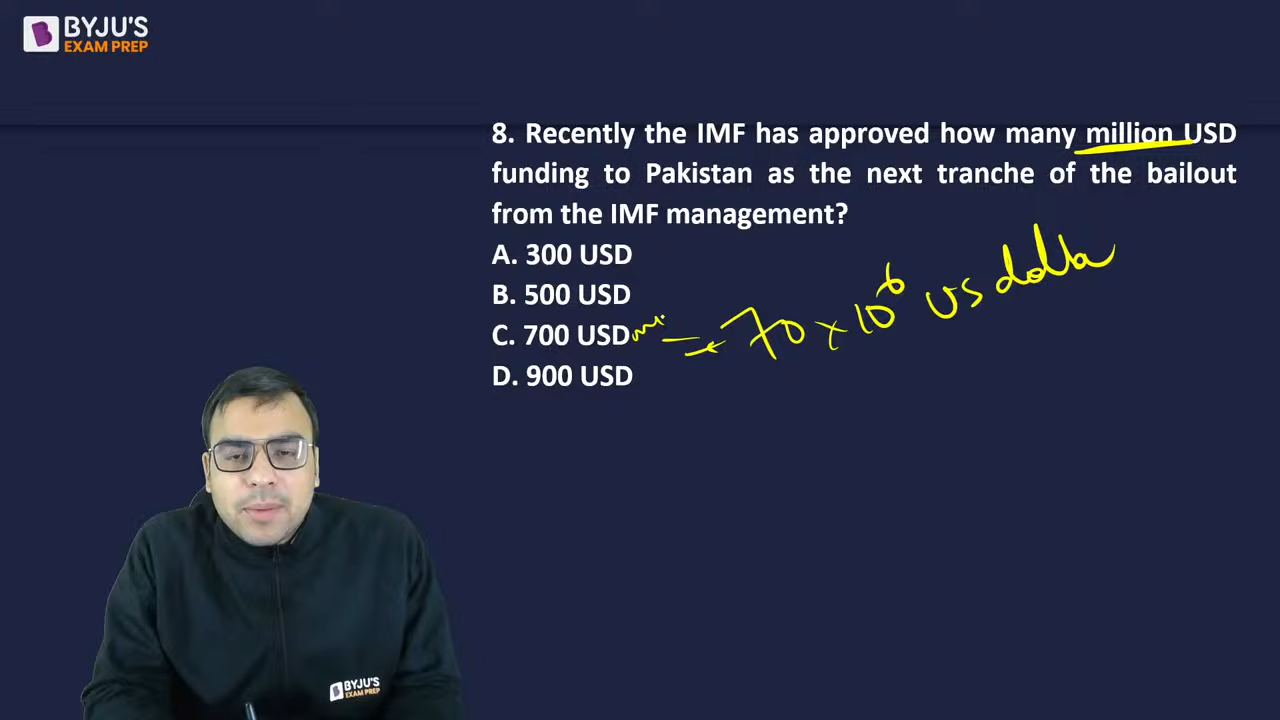 BYJU'S
EXAM PREP
8. Recently the IMF has approved how many million USD
funding to Pakistan as the next tranche of the bailout
from the IMF management?
A. 300 USD
B. 500 USD
C. 700 USD mi. → 70 × 10⁶ US dolla
D. 900 USD
BYJU'S
EXAM PREP